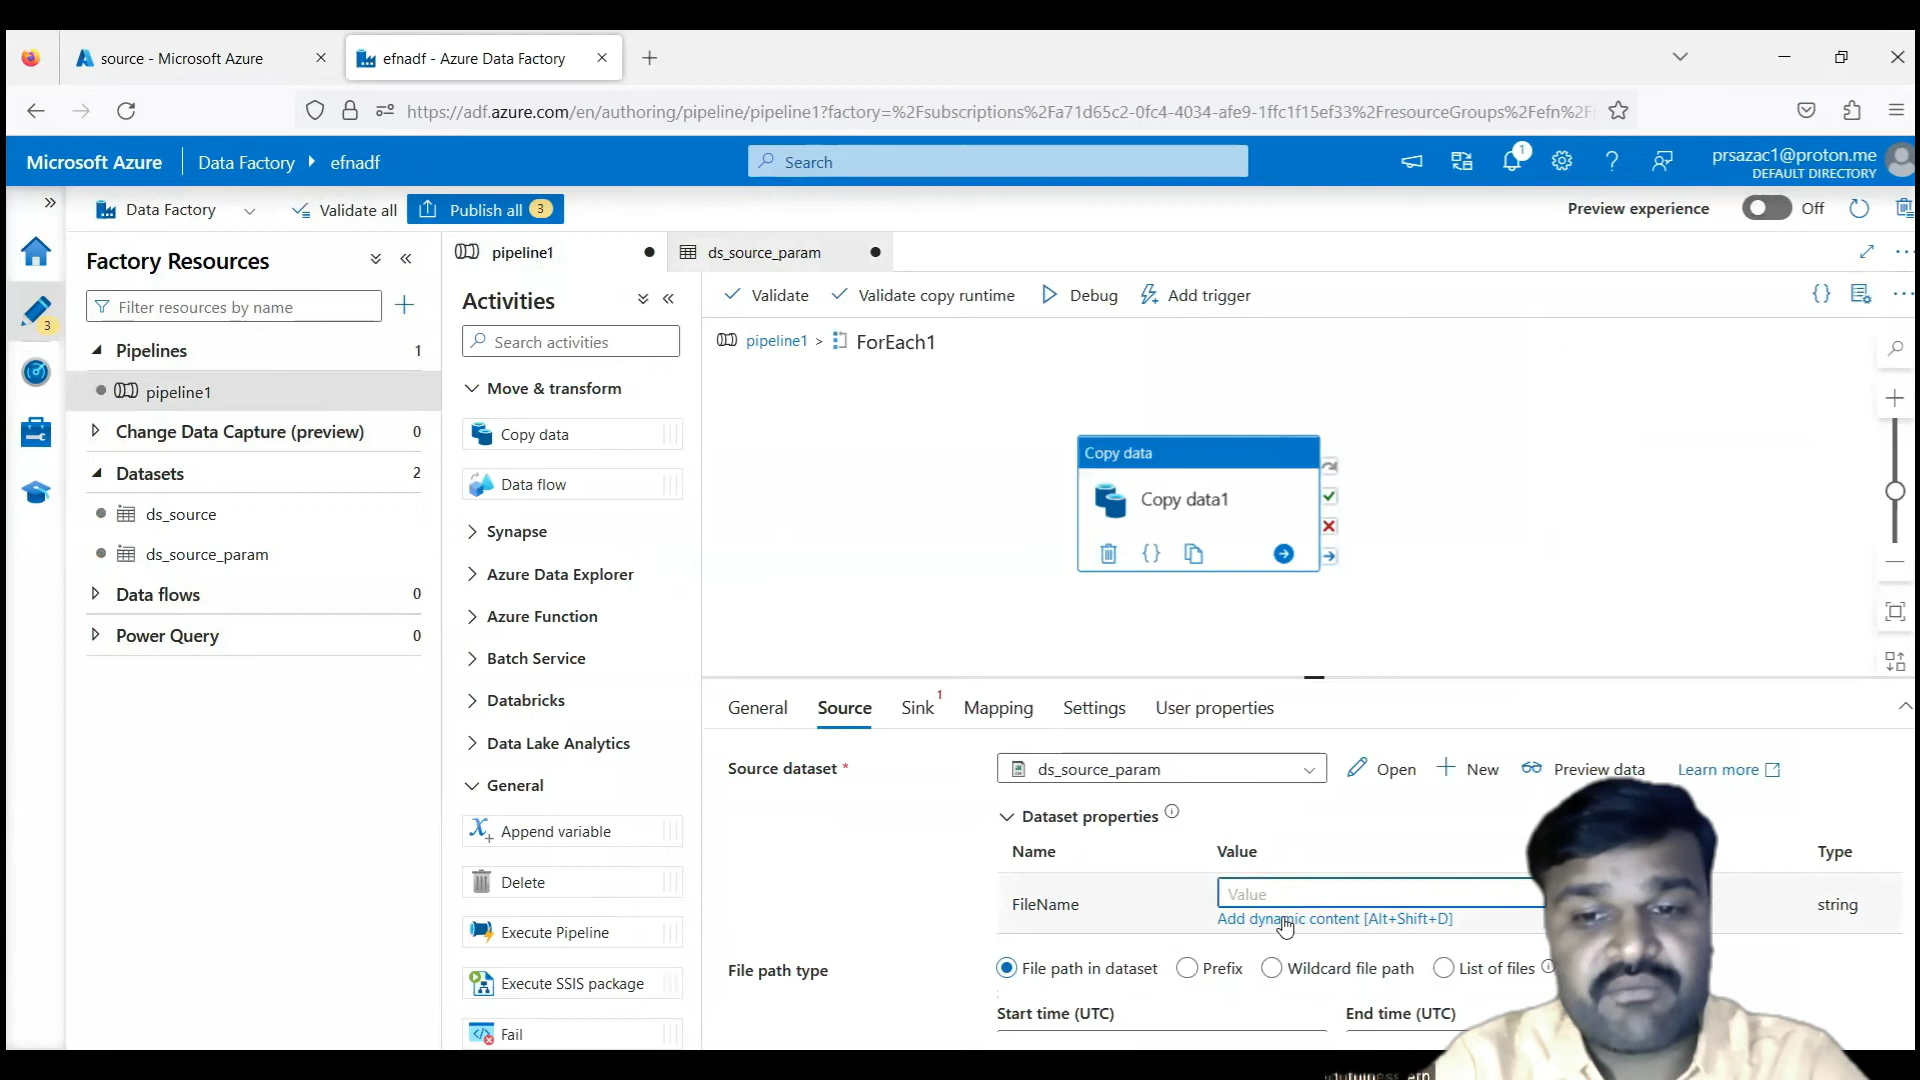 source - Microsoft Azure
efnadf - Azure Data Factory
https://adf.azure.com/en/authoring/pipeline/pipeline1?factory=%2Fsubscriptions%2Fa71d65c2-0fc4-4034-afe9-1ffc1f15ef33%2FresourceGroups%2Fefn%2F
Microsoft Azure
Data Factory
efnadf
Search
1
prsazac1@proton.me
DEFAULT DIRECTORY
Data Factory
Validate all
Publish all 3
Preview experience
Off
Factory Resources
Filter resources by name
3
Pipelines 1
pipeline1
Change Data Capture (preview) 0
Datasets 2
ds_source
ds_source_param
Data flows 0
Power Query 0
pipeline1
ds_source_param
Activities
Search activities
Move & transform
Copy data
Data flow
Synapse
Azure Data Explorer
Azure Function
Batch Service
Databricks
Data Lake Analytics
General
Append variable
Delete
Execute Pipeline
Execute SSIS package
Fail
Validate
Validate copy runtime
Debug
Add trigger
pipeline1 > ForEach1
Copy data
Copy data1
General
Source
Sink 1
Mapping
Settings
User properties
Source dataset *
ds_source_param
Open
New
Preview data
Learn more
Dataset properties
Name
Value
Type
FileName
Value
string
Add dynamic content [Alt+Shift+D]
File path type
File path in dataset
Prefix
Wildcard file path
List of files
Start time (UTC)
End time (UTC)